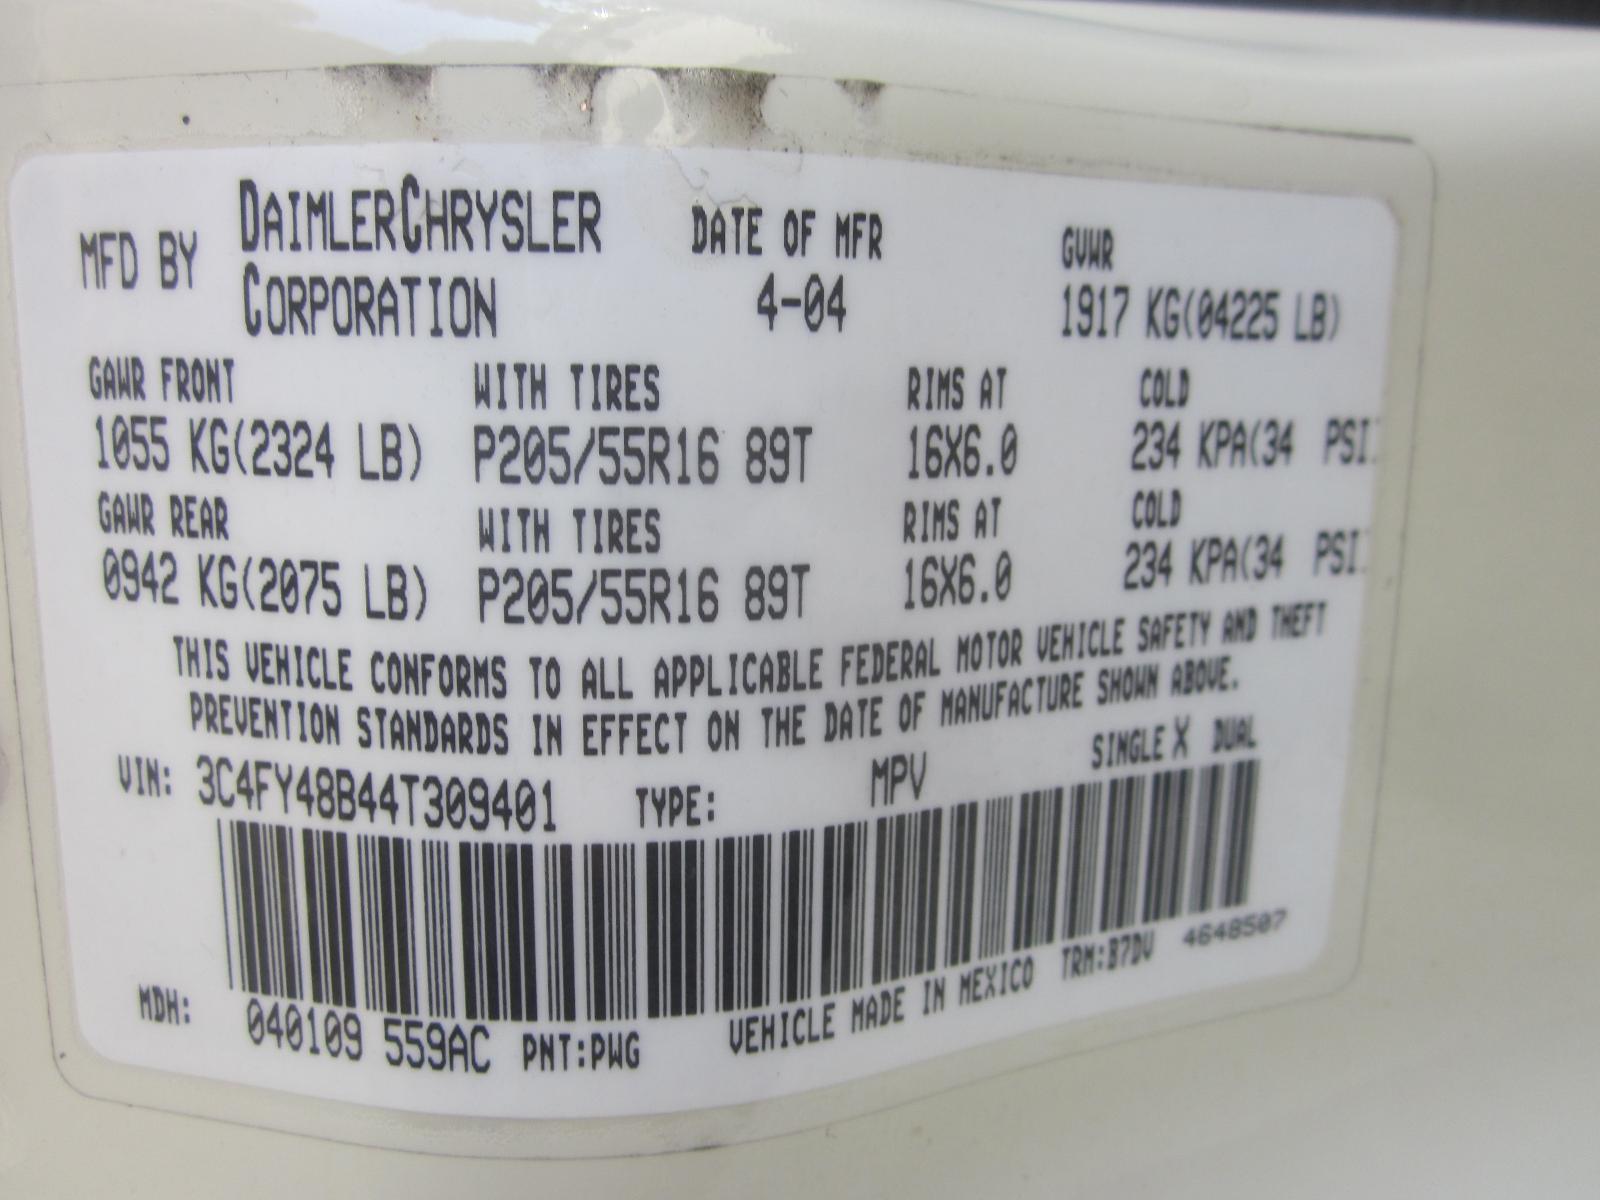 MFD BY DAIMLERCHRYSLER CORPORATION DATE OF MFR 4-04 GVWR 1917 KG(04225 LB)
GAWR FRONT WITH TIRES RIMS AT COLD
1055 KG(2324 LB) P205/55R16 89T 16X6.0 234 KPA(34 PSI)
GAWR REAR WITH TIRES RIMS AT COLD
0942 KG(2075 LB) P205/55R16 89T 16X6.0 234 KPA(34 PSI)
THIS VEHICLE CONFORMS TO ALL APPLICABLE FEDERAL MOTOR VEHICLE SAFETY AND THEFT
PREVENTION STANDARDS IN EFFECT ON THE DATE OF MANUFACTURE SHOWN ABOVE.
VIN: 3C4FY48B44T309401 TYPE: MPV SINGLE X DUAL
MDH: 040109 559AC PNT:PWG VEHICLE MADE IN MEXICO TRM:B7DV 4648507